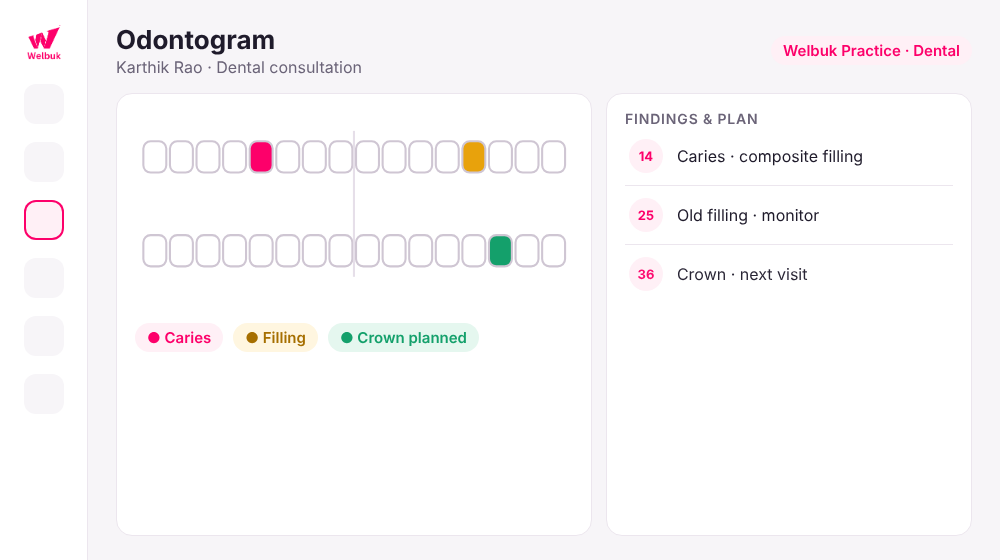 Welbuk
Odontogram
Karthik Rao · Dental consultation
Welbuk Practice · Dental
Caries
Filling
Crown planned
FINDINGS & PLAN
14 Caries · composite filling
25 Old filling · monitor
36 Crown · next visit